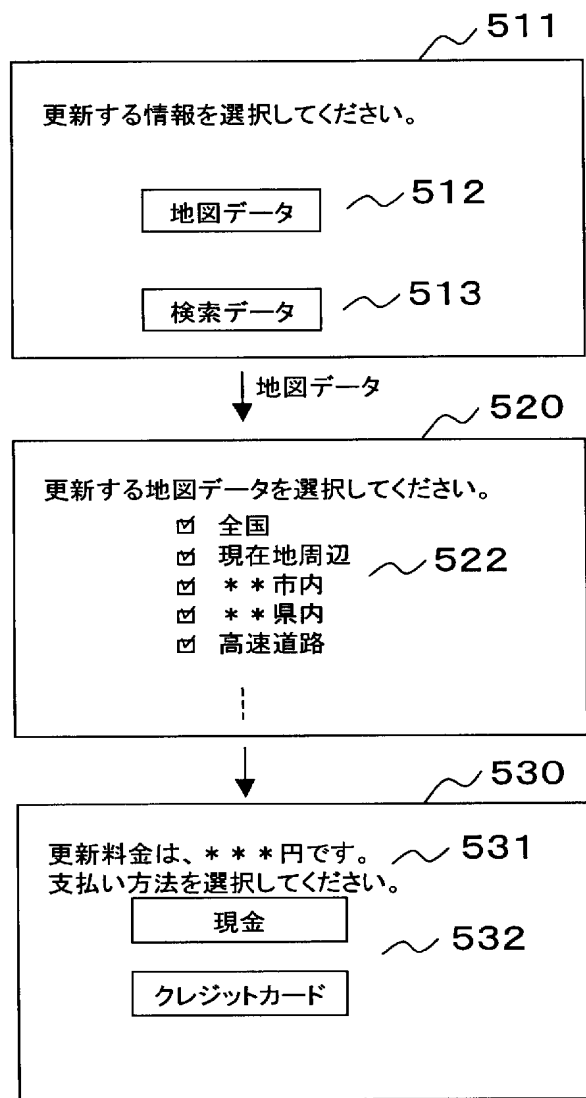 511
更新する情報を選択してください。
地図データ
512
検索データ
513
地図データ
520
更新する地図データを選択してください。
全国
現在地周辺
522
＊＊市内
＊＊県内
高速道路
530
更新料金は、＊＊＊円です。
531
支払い方法を選択してください。
現金
532
クレジットカード